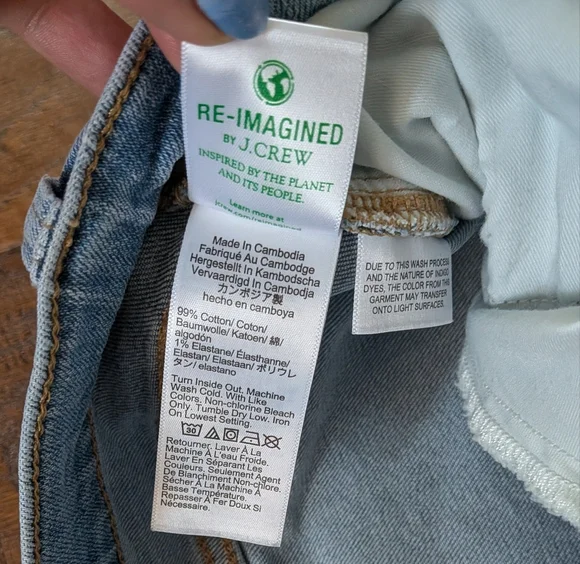 RE-IMAGINED
BY J.CREW
INSPIRED BY THE PLANET
AND ITS PEOPLE.
Learn more at
Made In Cambodia
Fabriqué Au Cambodge
Hergestellt In Kambodscha
Vervaardigd In Cambodja
カンボジア製
hecho en camboya
99% Cotton/ Coton/
Baumwolle/ Katoen/ 綿/
algodón
1% Elastane/ Élasthanne/
Elastan/ Elastaan/ ポリウレ
タン/ elastano
Turn Inside Out. Machine
Wash Cold. With Like
Colors. Non-chlorine Bleach
Only. Tumble Dry Low. Iron
On Lowest Setting.
30
Retourner. Laver À La
Machine À L'eau Froide.
Laver En Séparant Les
Couleurs. Seulement Agent
De Blanchiment Non-chlore.
Sécher À La Machine À
Basse Température.
Repasser À Fer Doux Si
Nécessaire.
DUE TO THIS WASH PROCESS
AND THE NATURE OF INDIGO
DYES, THE COLOR FROM THIS
GARMENT MAY TRANSFER
ONTO LIGHT SURFACES.